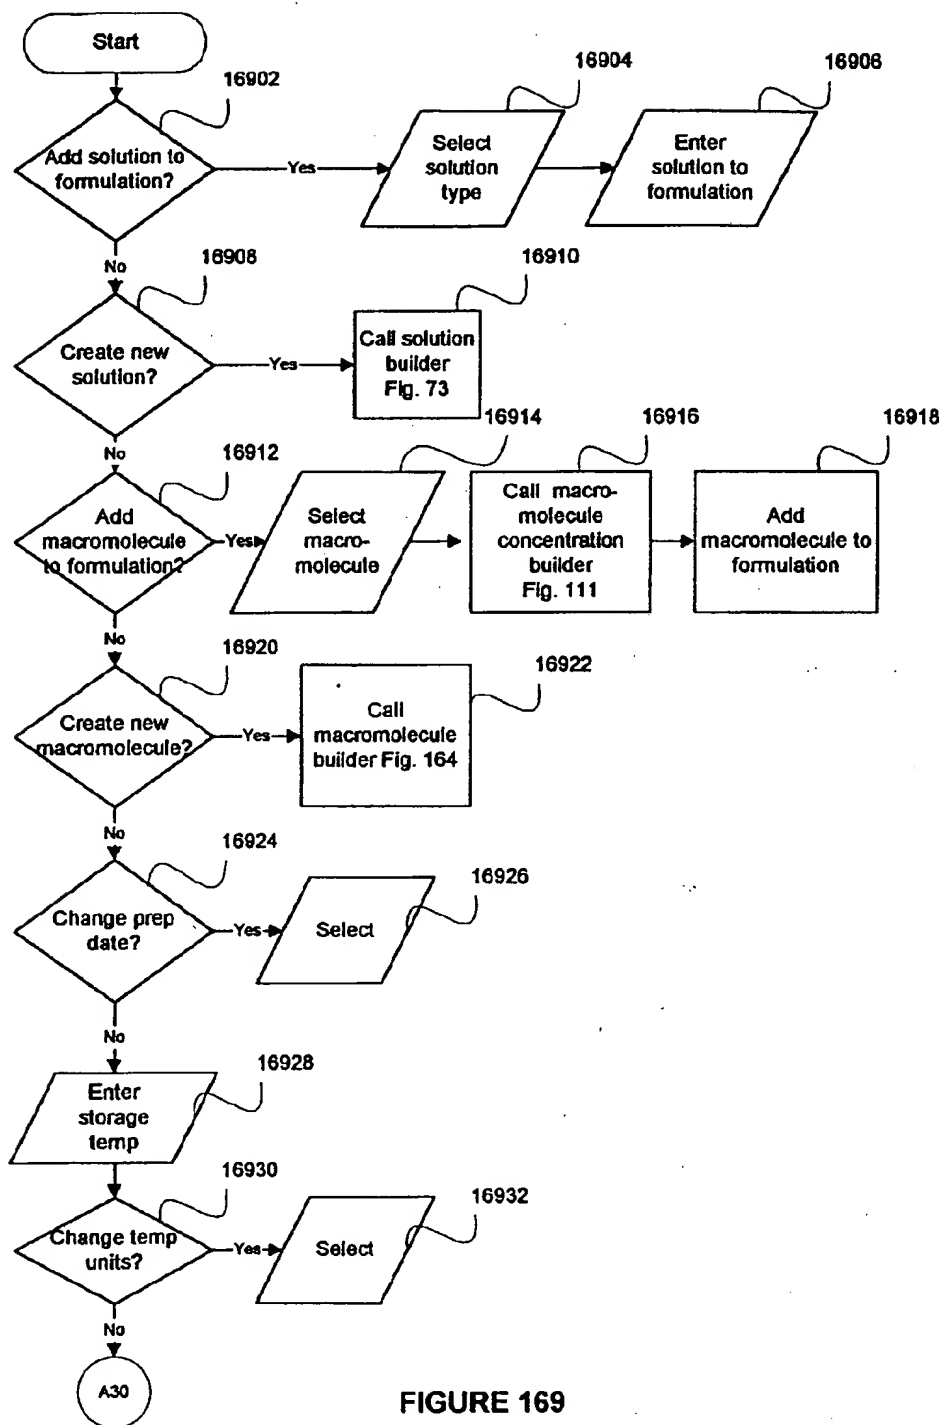 Start
16902
16904
16906
Add solution to
formulation?
Yes
Select
solution
type
Enter
solution to
formulation
No
16908
16910
Create new
solution?
Yes
Call solution
builder
Fig. 73
No
16912
16914
16916
16918
Add
macromolecule
to formulation?
Yes
Select
macro-
molecule
Call macro-
molecule
concentration
builder
Fig. 111
Add
macromolecule to
formulation
No
16920
16922
Create new
macromolecule?
Yes
Call
macromolecule
builder Fig. 164
No
16924
16926
Change prep
date?
Yes
Select
No
16928
Enter
storage
temp
16930
16932
Change temp
units?
Yes
Select
No
A30
FIGURE 169